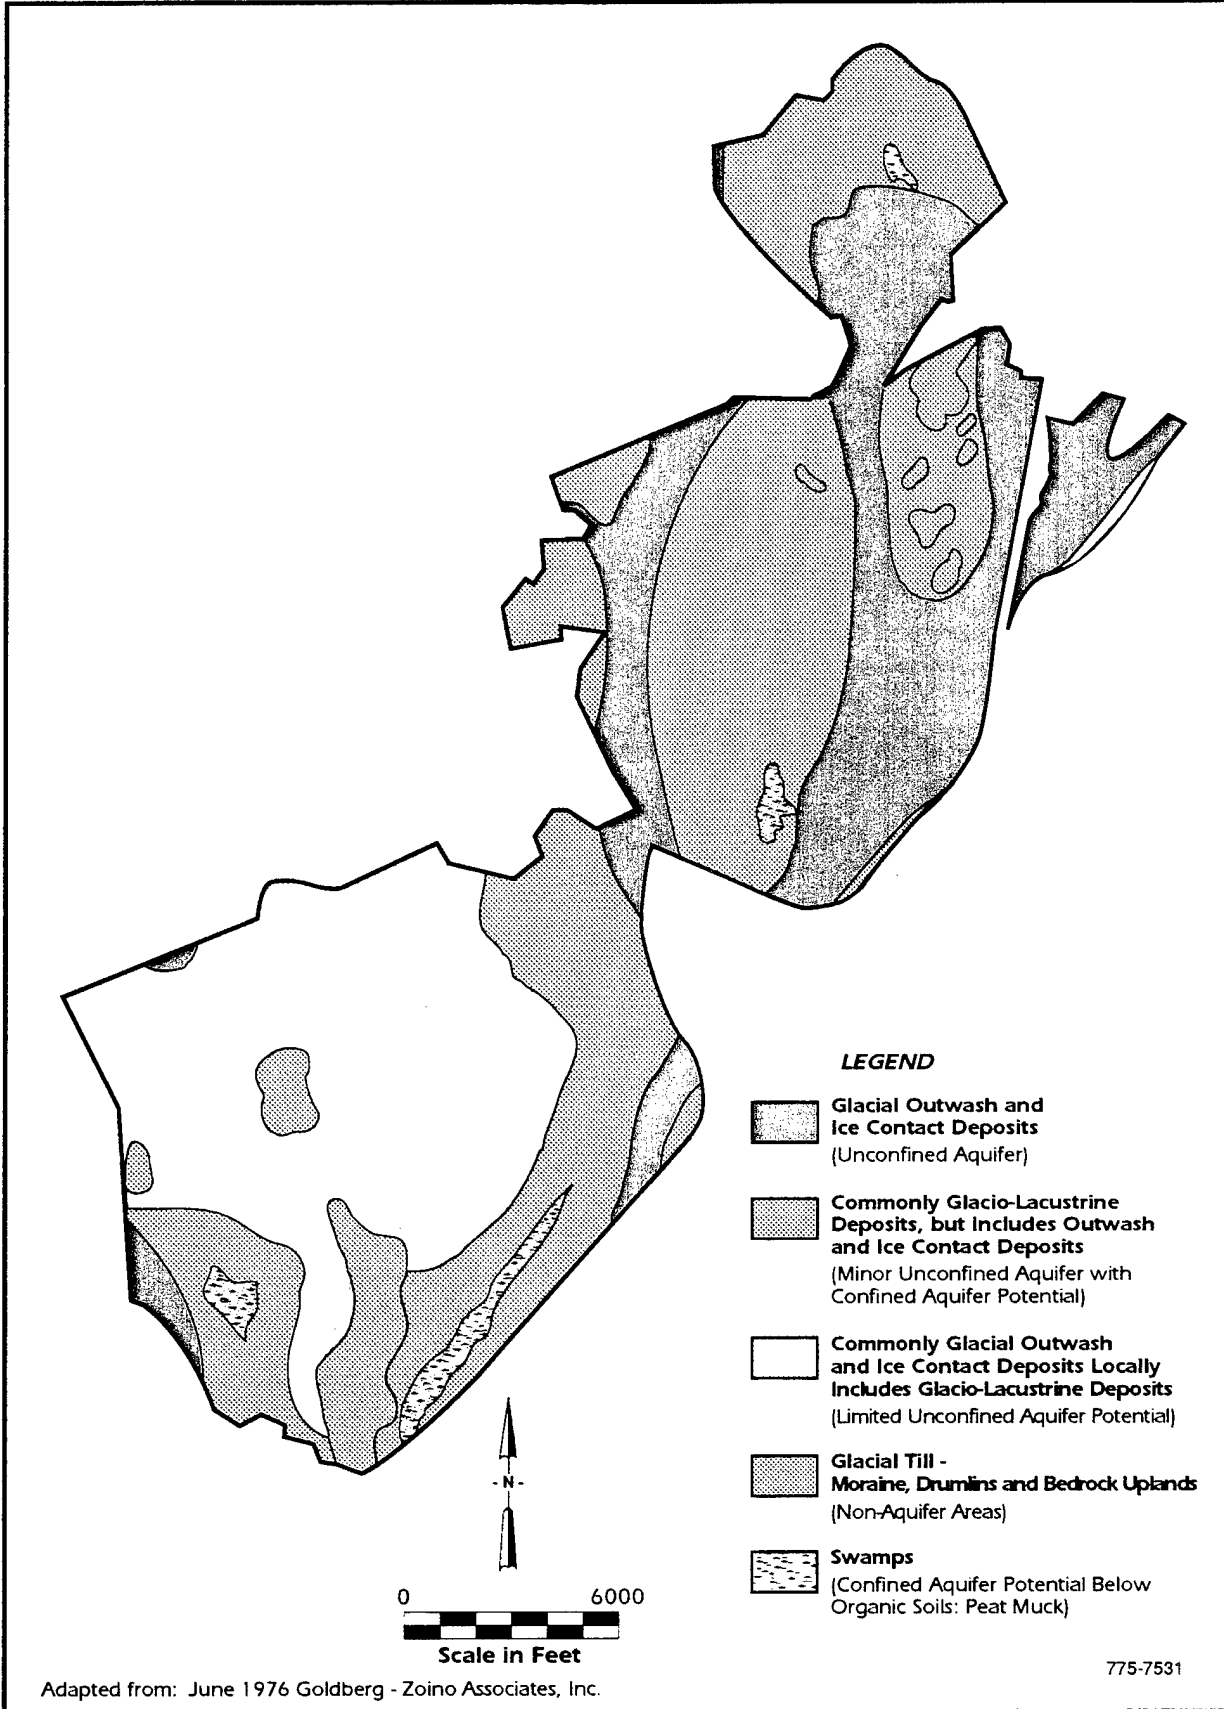 LEGEND
Glacial Outwash and
Ice Contact Deposits
(Unconfined Aquifer)
Commonly Glacio-Lacustrine
Deposits, but Includes Outwash
and Ice Contact Deposits
(Minor Unconfined Aquifer with
Confined Aquifer Potential)
Commonly Glacial Outwash
and Ice Contact Deposits Locally
Includes Glacio-Lacustrine Deposits
(Limited Unconfined Aquifer Potential)
Glacial Till -
Moraine, Drumlins and Bedrock Uplands
(Non-Aquifer Areas)
Swamps
(Confined Aquifer Potential Below
Organic Soils: Peat Muck)
- N -
0 6000
Scale in Feet
775-7531
Adapted from: June 1976 Goldberg - Zoino Associates, Inc.